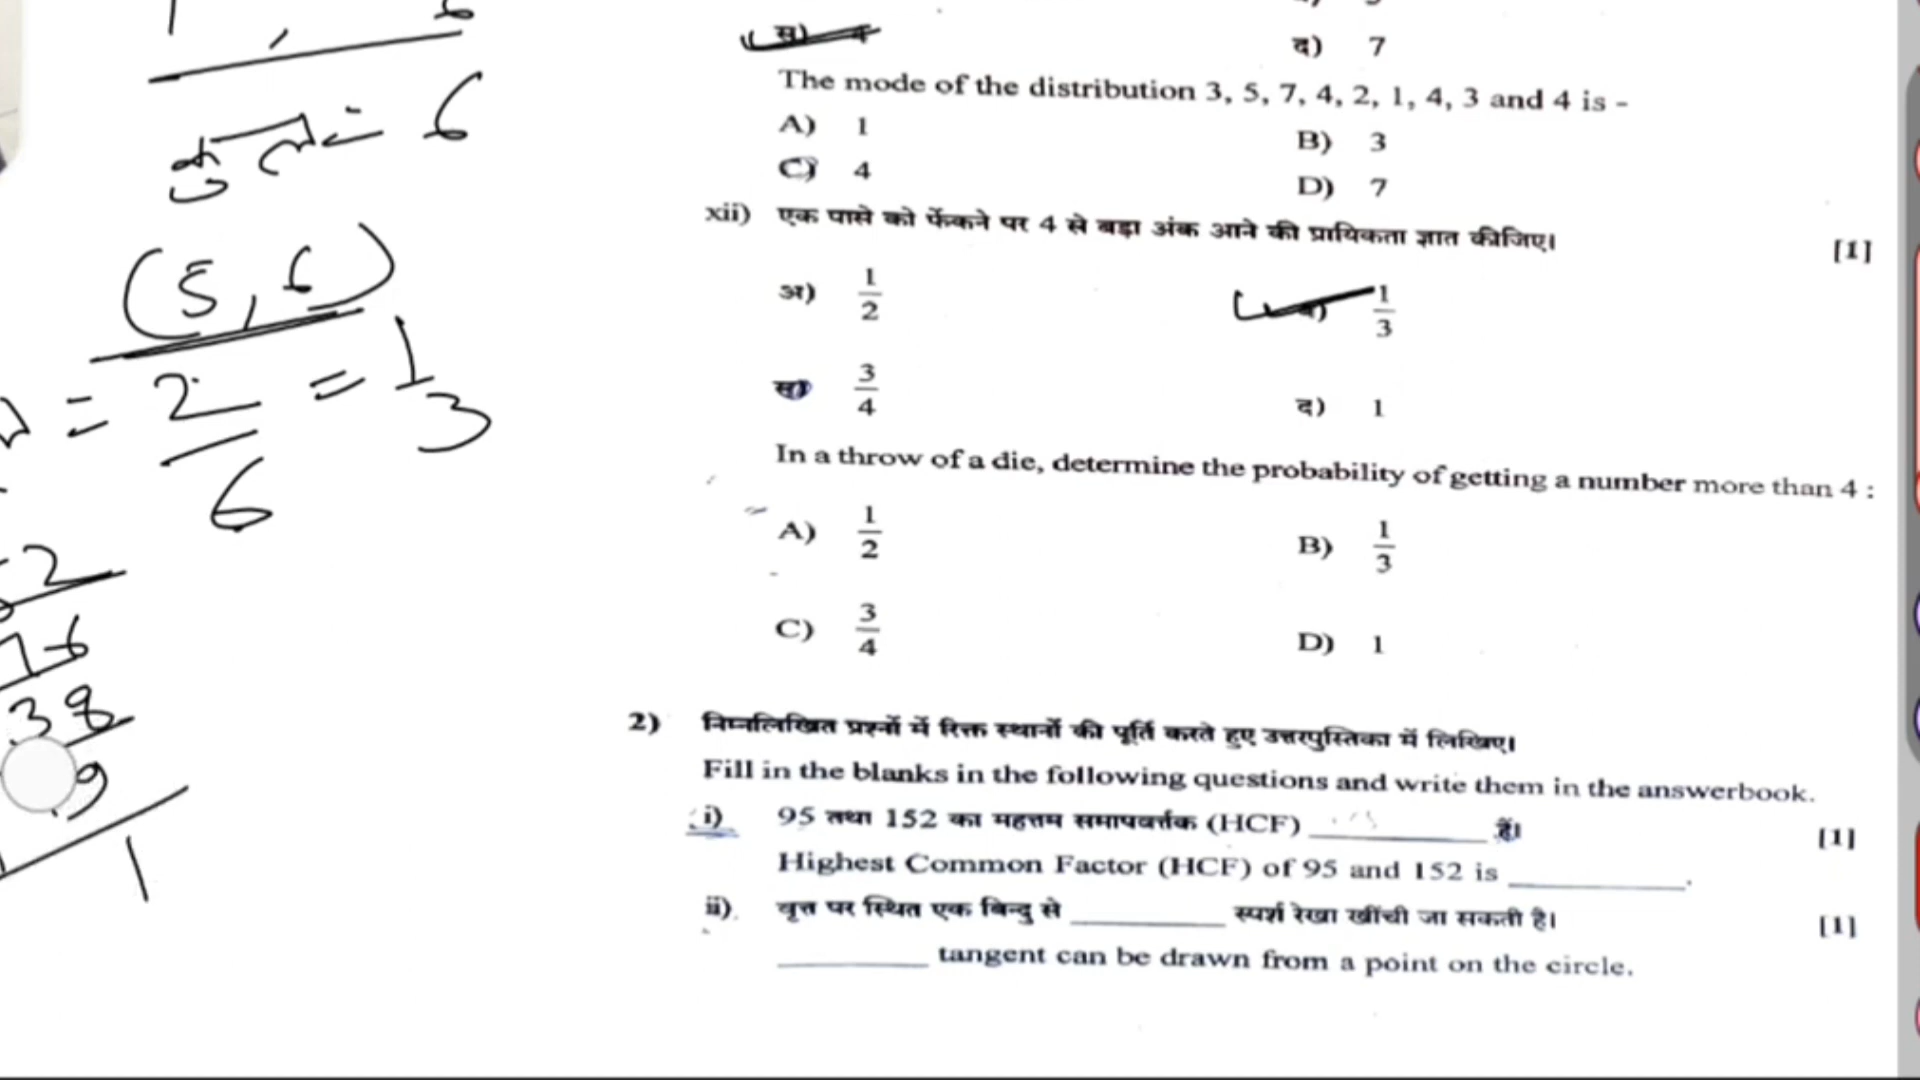 स) 4
द) 7
The mode of the distribution 3, 5, 7, 4, 2, 1, 4, 3 and 4 is -
A) 1 B) 3
C) 4 D) 7
xii) एक पासे को फेंकने पर 4 से बड़ा अंक आने की प्रायिकता ज्ञात कीजिए। [1]
अ) 1/2 ब) 1/3
स) 3/4 द) 1
In a throw of a die, determine the probability of getting a number more than 4 :
A) 1/2 B) 1/3
C) 3/4 D) 1
2) निम्नलिखित प्रश्नों में रिक्त स्थानों की पूर्ति करते हुए उत्तरपुस्तिका में लिखिए।
Fill in the blanks in the following questions and write them in the answerbook.
i) 95 तथा 152 का महत्तम समापवर्त्तक (HCF) ____________ हैं। [1]
Highest Common Factor (HCF) of 95 and 152 is ____________.
ii) वृत्त पर स्थित एक बिन्दु से ____________ स्पर्श रेखा खींची जा सकती है। [1]
____________ tangent can be drawn from a point on the circle.
कुल = 6
(5, 6)
= 2/6 = 1/3
2
76
38
9
1